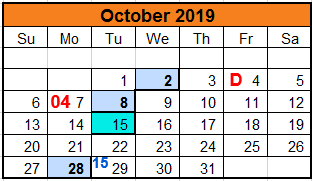 October 2019
Su Mo Tu We Th Fr Sa
1 2 3 D 4 5
6 04 7 8 9 10 11 12
13 14 15 16 17 18 19
20 21 22 23 24 25 26
27 28 15 29 30 31